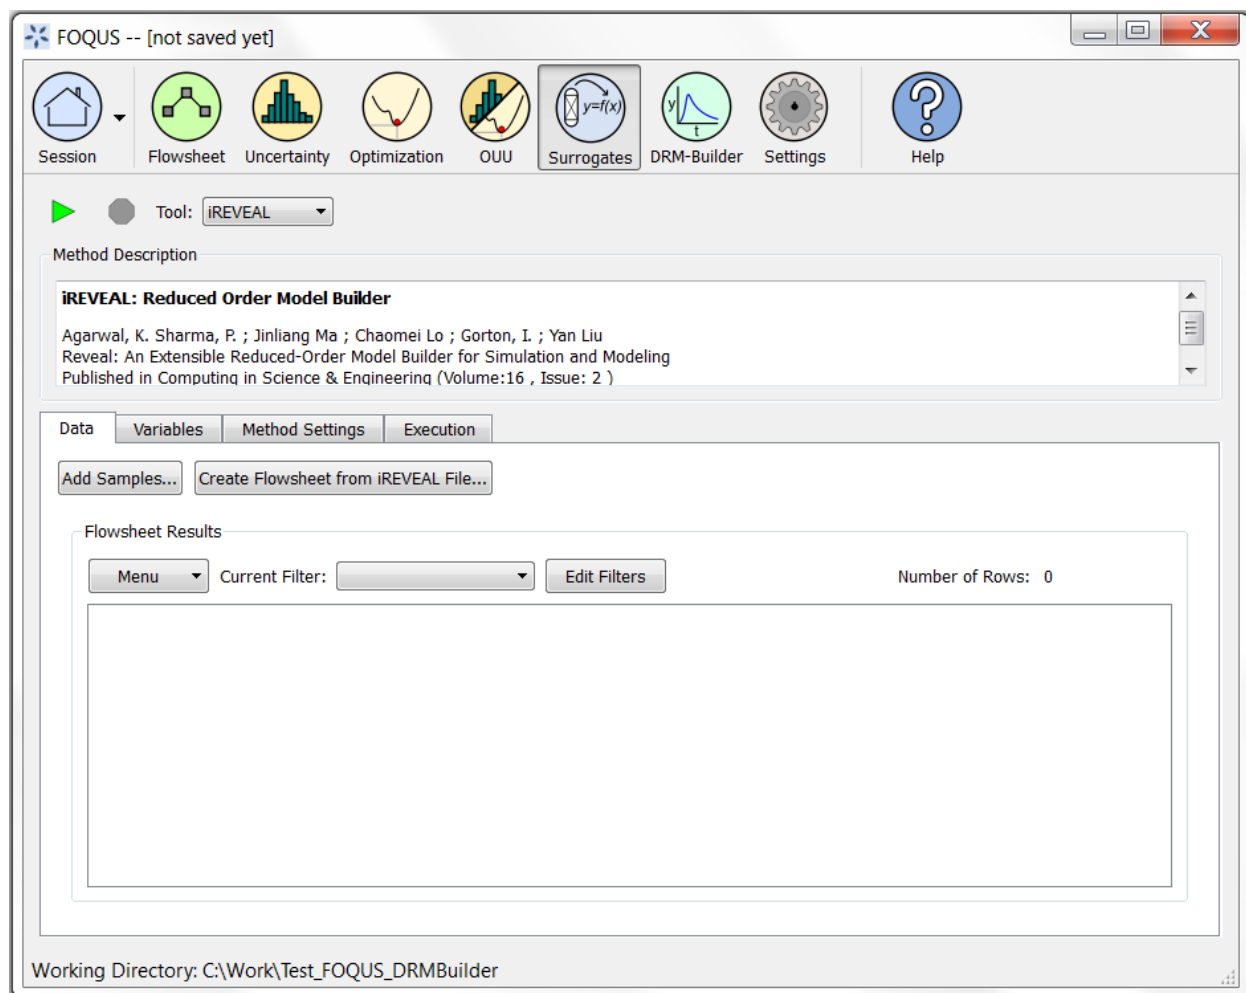 FOQUS -- [not saved yet]
y=f(x)
y
t
Session Flowsheet Uncertainty Optimization OUU Surrogates DRM-Builder Settings Help
Tool: iREVEAL
Method Description
iREVEAL: Reduced Order Model Builder
Agarwal, K. Sharma, P. ; Jinliang Ma ; Chaomei Lo ; Gorton, I. ; Yan Liu
Reveal: An Extensible Reduced-Order Model Builder for Simulation and Modeling
Published in Computing in Science & Engineering (Volume:16 , Issue: 2 )
Data Variables Method Settings Execution
Add Samples... Create Flowsheet from iREVEAL File...
Flowsheet Results
Menu Current Filter: Edit Filters Number of Rows: 0
Working Directory: C:\Work\Test_FOQUS_DRMBuilder